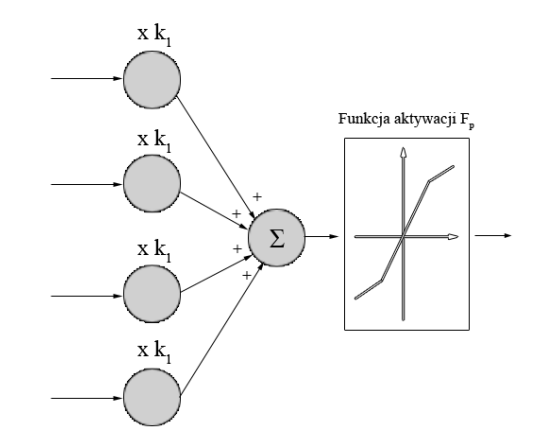 x k₁
x k₁
Funkcja aktywacji Fₚ
+
+
Σ
x k₁
+
+
x k₁